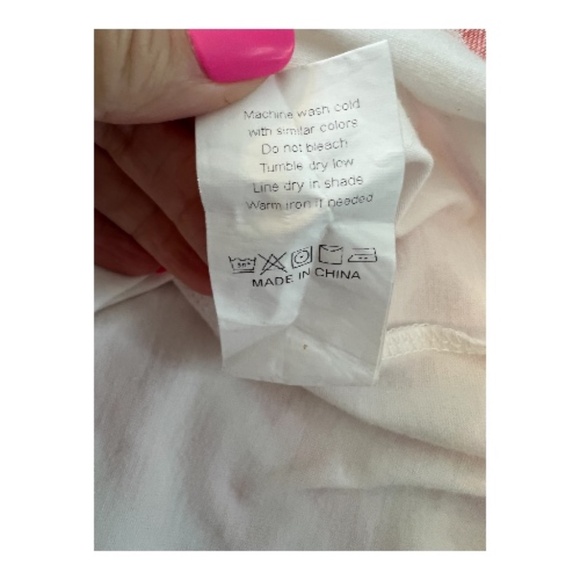 Machine wash cold
with similar colors
Do not bleach
Tumble dry low
Line dry in shade
Warm iron if needed
MADE IN CHINA